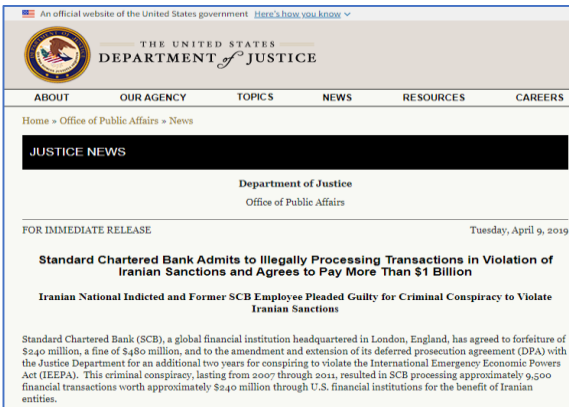 An official website of the United States government Here's how you know
THE UNITED STATES
DEPARTMENT of JUSTICE
ABOUT OUR AGENCY TOPICS NEWS RESOURCES CAREERS
Home » Office of Public Affairs » News
JUSTICE NEWS
Department of Justice
Office of Public Affairs
FOR IMMEDIATE RELEASE Tuesday, April 9, 2019
Standard Chartered Bank Admits to Illegally Processing Transactions in Violation of
Iranian Sanctions and Agrees to Pay More Than $1 Billion
Iranian National Indicted and Former SCB Employee Pleaded Guilty for Criminal Conspiracy to Violate
Iranian Sanctions
Standard Chartered Bank (SCB), a global financial institution headquartered in London, England, has agreed to forfeiture of
$240 million, a fine of $480 million, and to the amendment and extension of its deferred prosecution agreement (DPA) with
the Justice Department for an additional two years for conspiring to violate the International Emergency Economic Powers
Act (IEEPA). This criminal conspiracy, lasting from 2007 through 2011, resulted in SCB processing approximately 9,500
financial transactions worth approximately $240 million through U.S. financial institutions for the benefit of Iranian
entities.